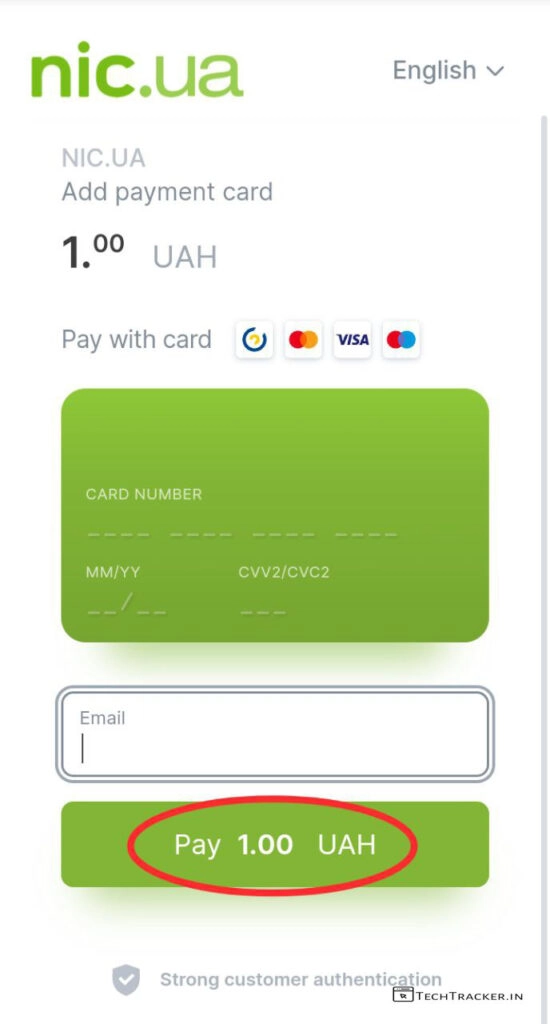 nic.ua
English
NIC.UA
Add payment card
1.00 UAH
Pay with card VISA
CARD NUMBER
MM/YY CVV2/CVC2
Email
Pay 1.00 UAH
Strong customer authentication
TECHTRACKER.IN